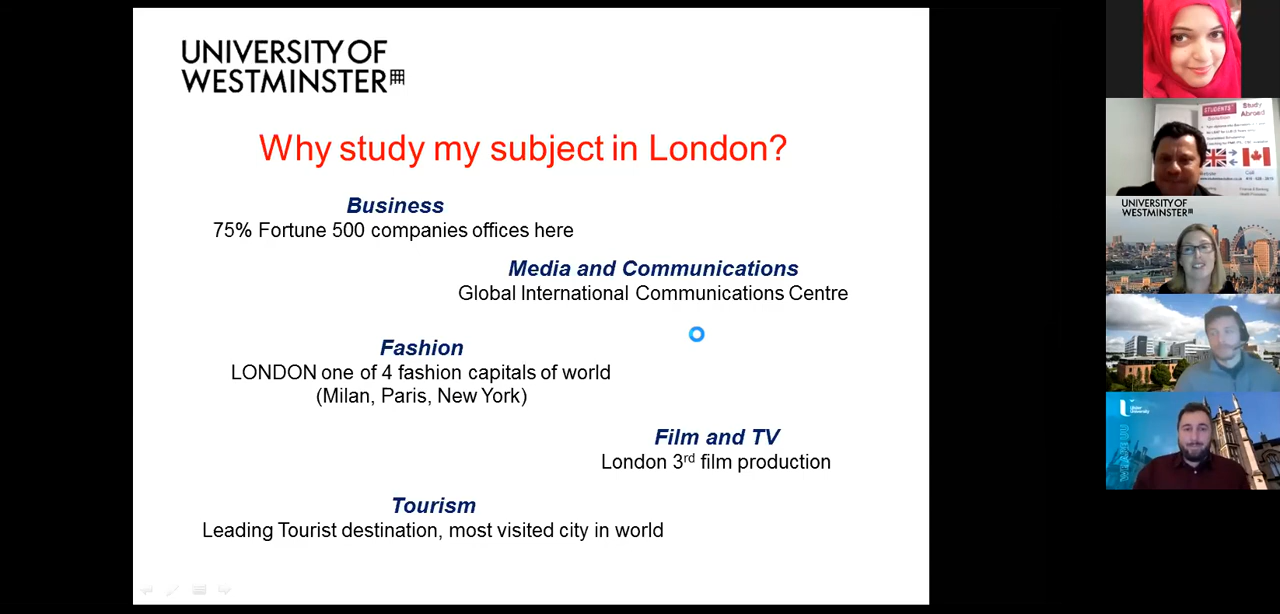 UNIVERSITY OF
WESTMINSTER
Why study my subject in London?
Business
75% Fortune 500 companies offices here
Media and Communications
Global International Communications Centre
Fashion
LONDON one of 4 fashion capitals of world
(Milan, Paris, New York)
Film and TV
London 3rd film production
Tourism
Leading Tourist destination, most visited city in world
STUDENTS'
Study
Abroad
UNIVERSITY OF
WESTMINSTER
Ulster
University
WE ARE UU